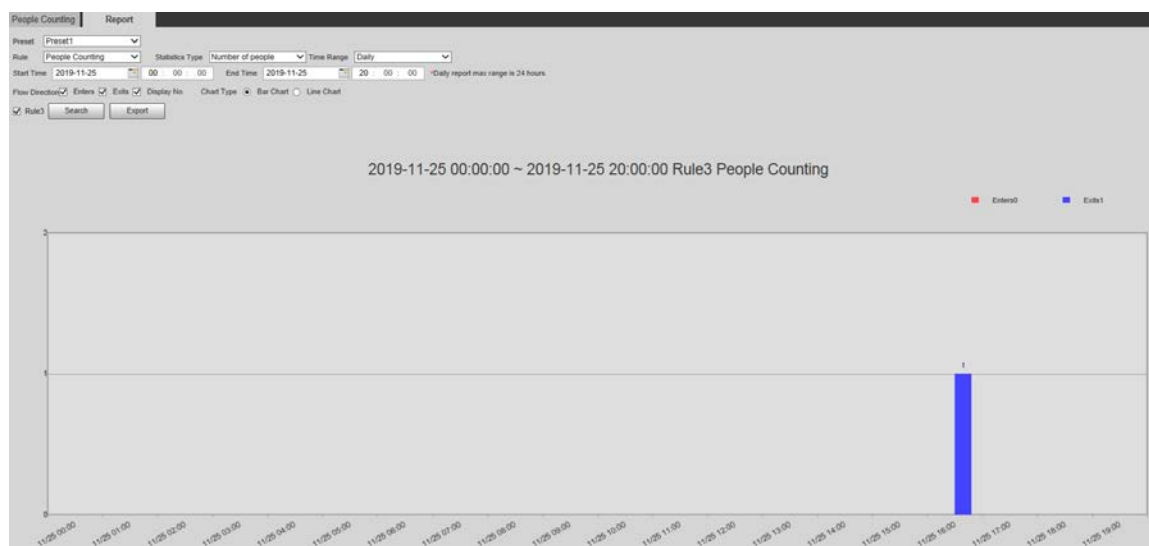 People Counting Report
Preset Preset1
Rule People Counting Statistics Type Number of people Time Range Daily
Start Time 2019-11-25 00 : 00 : 00 End Time 2019-11-25 20 : 00 : 00 *Daily report max range is 24 hours.
Flow Direction Enters Exits Display No. Chart Type Bar Chart Line Chart
Rule3 Search Export
2019-11-25 00:00:00 ~ 2019-11-25 20:00:00 Rule3 People Counting
Enters0 Exits1
2
1
1
0
11/25 00:00 11/25 01:00 11/25 02:00 11/25 03:00 11/25 04:00 11/25 05:00 11/25 06:00 11/25 07:00 11/25 08:00 11/25 09:00 11/25 10:00 11/25 11:00 11/25 12:00 11/25 13:00 11/25 14:00 11/25 15:00 11/25 16:00 11/25 17:00 11/25 18:00 11/25 19:00